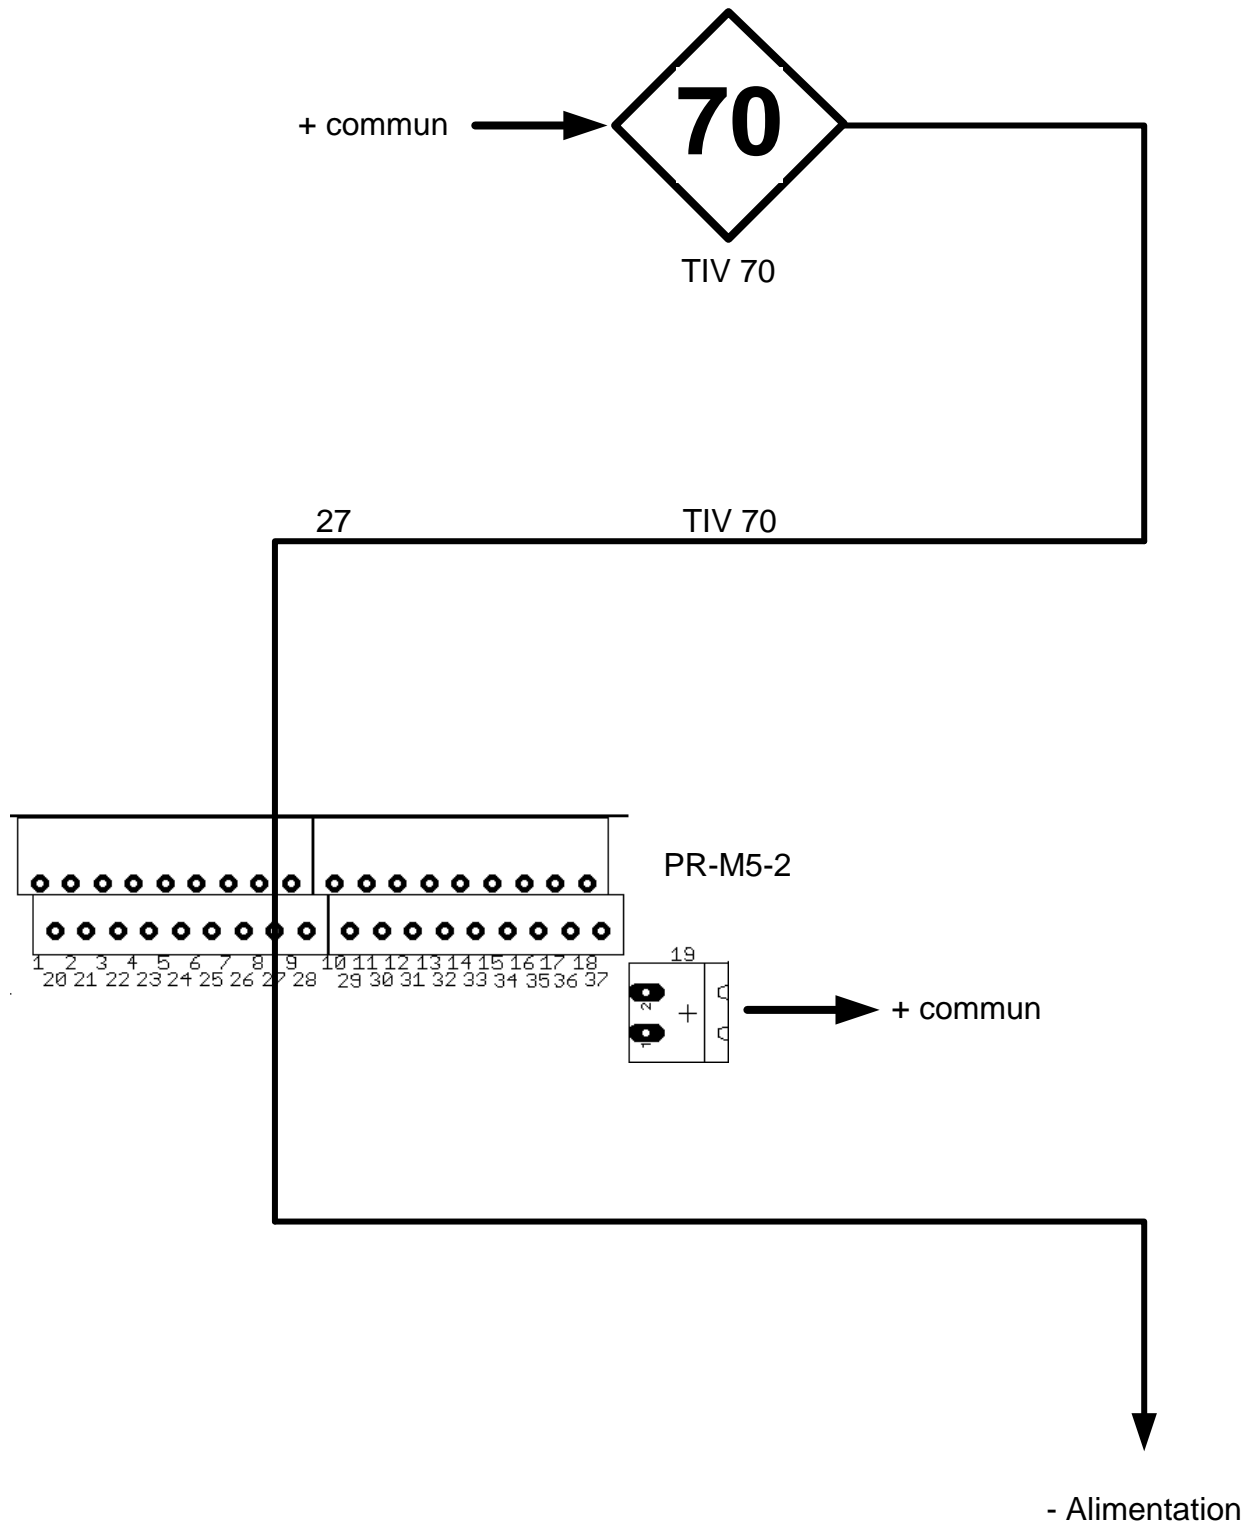 + commun
70
TIV 70
27 TIV 70
PR-M5-2
1 2 3 4 5 6 7 8 9 10 11 12 13 14 15 16 17 18
20 21 22 23 24 25 26 27 28 29 30 31 32 33 34 35 36 37
19
2
+
1
+ commun
- Alimentation